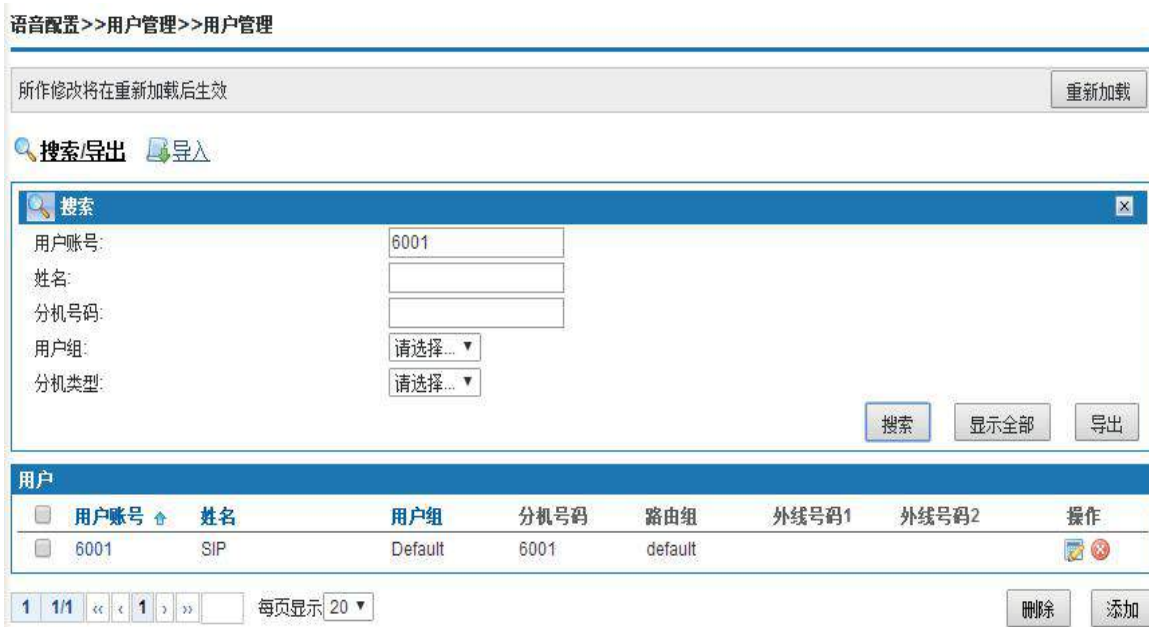 语音配置>>用户管理>>用户管理
所作修改将在重新加载后生效 重新加载
搜索/导出 导入
搜索
用户账号: 6001
姓名:
分机号码:
用户组: 请选择...
分机类型: 请选择...
搜索 显示全部 导出
用户
用户账号 姓名 用户组 分机号码 路由组 外线号码1 外线号码2 操作
6001 SIP Default 6001 default
1 1/1 « ‹ 1 › » 每页显示 20 删除 添加